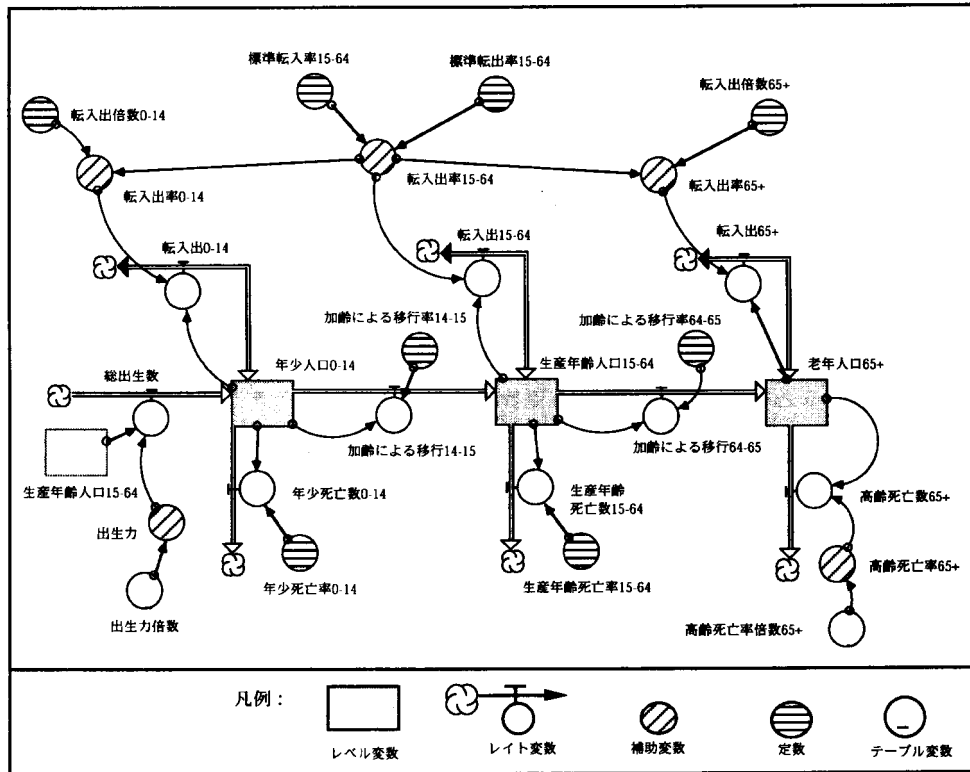 標準転入率15-64
標準転出率15-64
転入出倍数0-14
転入出倍数65+
転入出率0-14
転入出率15-64
転入出率65+
転入出0-14
転入出15-64
転入出65+
加齢による移行率14-15
加齢による移行率64-65
総出生数
年少人口0-14
生産年齢人口15-64
老年人口65+
加齢による移行14-15
加齢による移行64-65
生産年齢人口15-64
年少死亡数0-14
生産年齢
死亡数15-64
高齢死亡数65+
出生力
年少死亡率0-14
生産年齢死亡率15-64
高齢死亡率65+
出生力倍数
高齢死亡率倍数65+
凡例：
レベル変数
レイト変数
補助変数
定数
テーブル変数